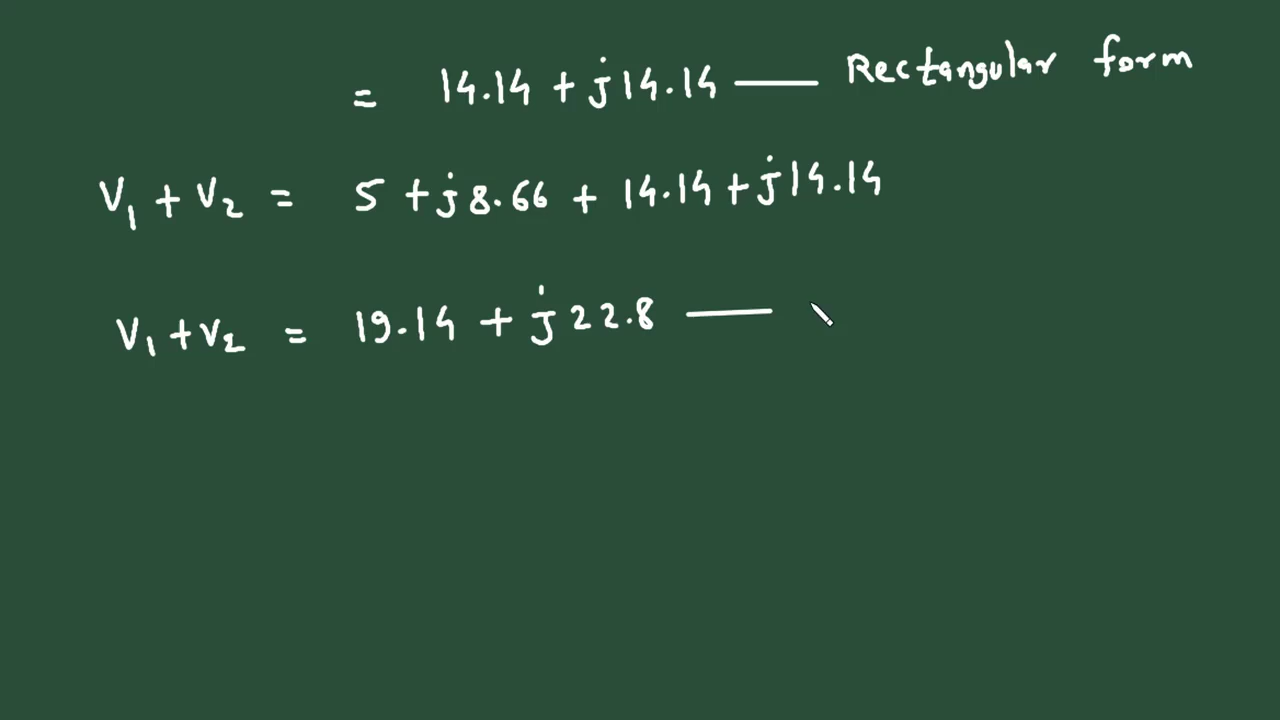 = 14.14 + j14.14 — Rectangular form
V₁ + V₂ = 5 + j8.66 + 14.14 + j14.14
V₁ + V₂ = 19.14 + j22.8 —